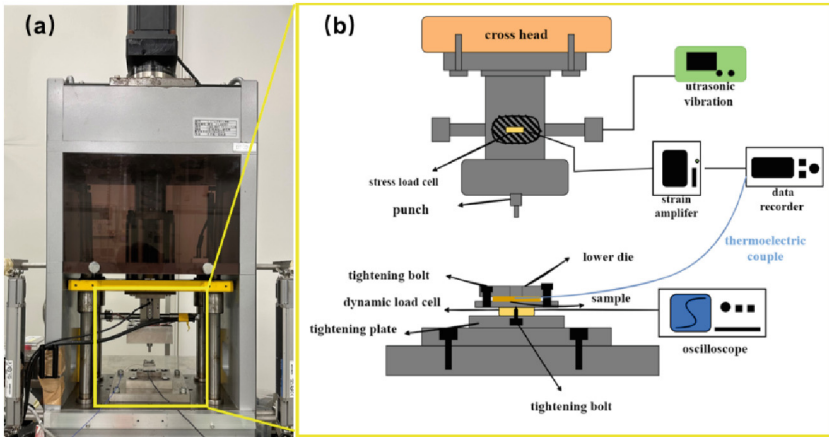 (a)
(b)
cross head
utrasonic
vibration
stress load cell
punch
strain
amplifer
data
recorder
thermoelectric
couple
lower die
tightening bolt
sample
dynamic load cell
tightening plate
oscilloscope
tightening bolt